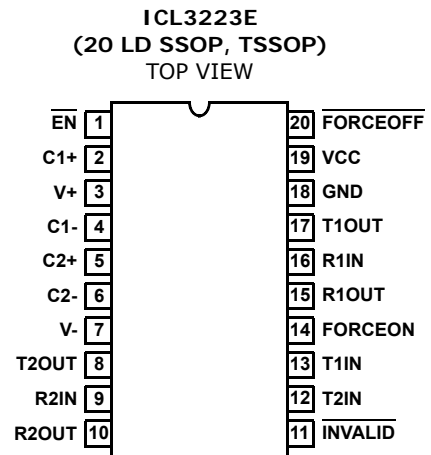 ICL3223E
(20 LD SSOP, TSSOP)
TOP VIEW
EN 1 20 FORCEOFF
C1+ 2 19 VCC
V+ 3 18 GND
C1- 4 17 T1OUT
C2+ 5 16 R1IN
C2- 6 15 R1OUT
V- 7 14 FORCEON
T2OUT 8 13 T1IN
R2IN 9 12 T2IN
R2OUT 10 11 INVALID